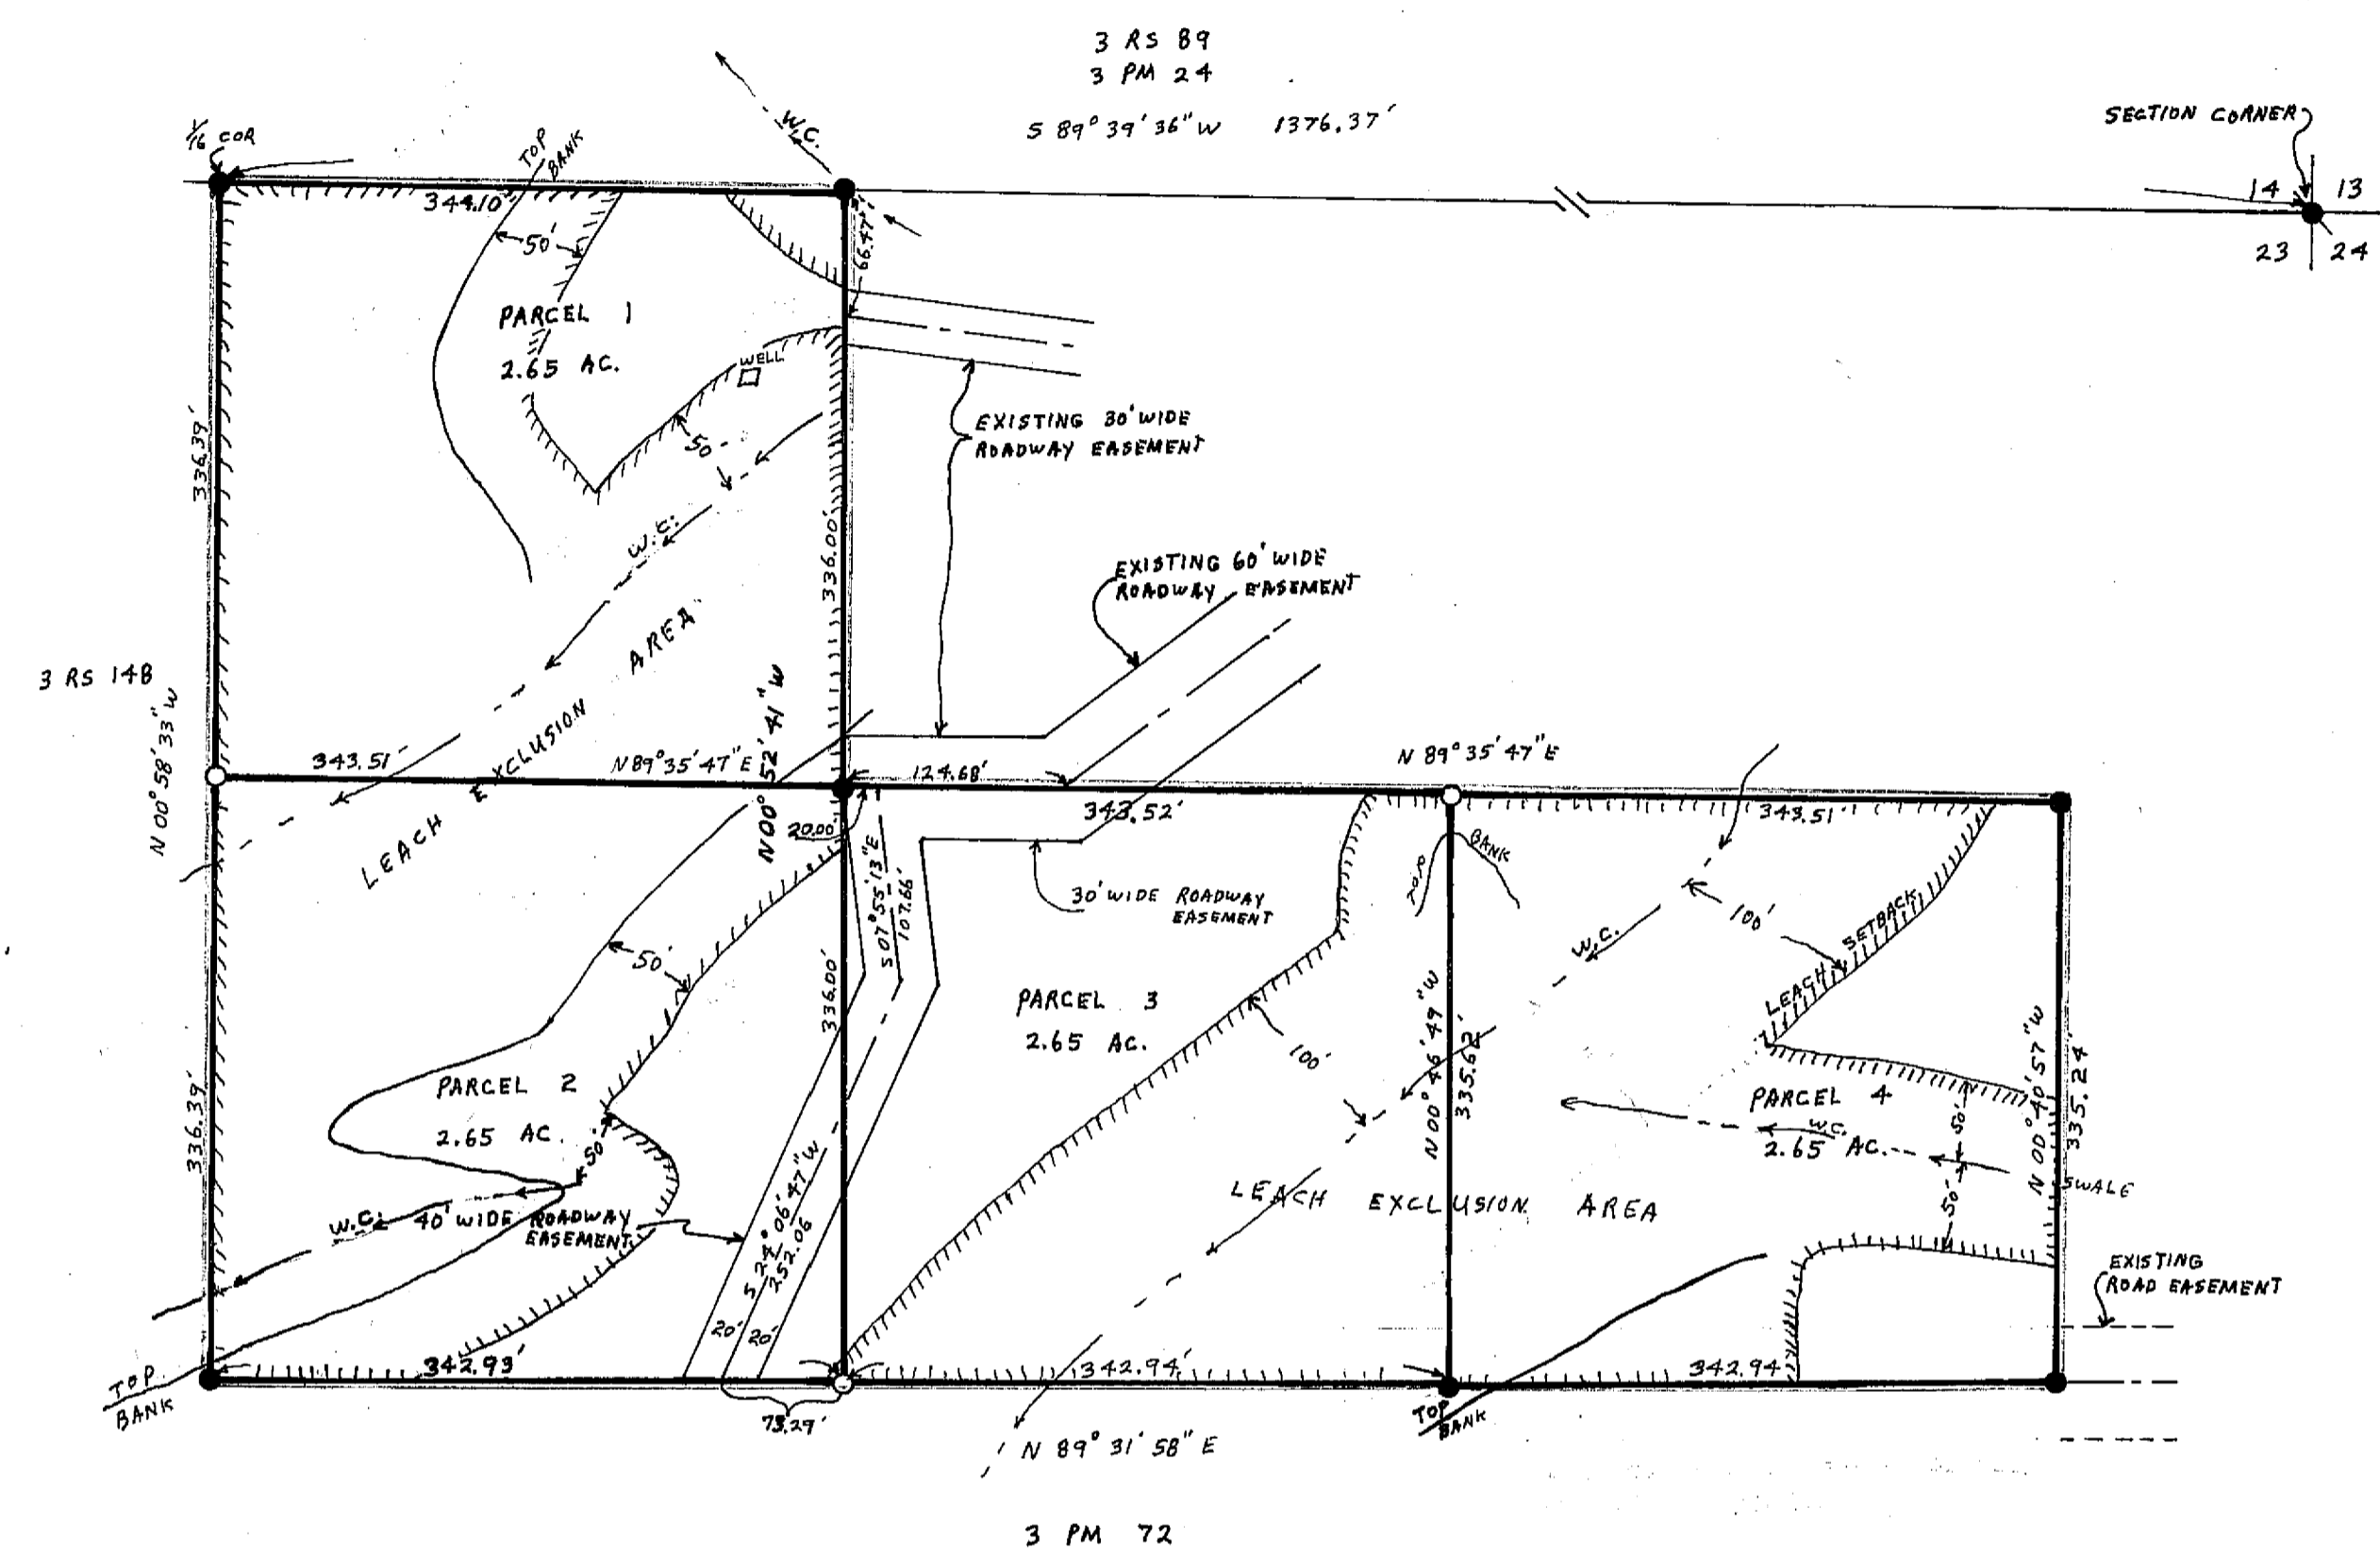 3 RS 89
3 PM 24
S 89° 39' 36" W 1376.37'
SECTION CORNER
1/16 COR
TOP
BANK
W.C.
14
13
23
24
344.10'
50'
66.47'
PARCEL 1
2.65 AC.
WELL
50'
336.39'
EXISTING 30' WIDE
ROADWAY EASEMENT
W.C.
336.00'
EXISTING 60' WIDE
ROADWAY EASEMENT
3 RS 148
N 00° 58' 33" W
LEACH EXCLUSION AREA
343.51'
N 89° 35' 47" E
N 00° 52' 41" W
124.68'
N 89° 35' 47" E
343.52'
343.51'
20.00'
S 07° 55' 13" E
107.66'
30' WIDE ROADWAY
EASEMENT
TOP
BANK
100'
LEACH SETBACK
W.C.
50'
336.00'
PARCEL 3
2.65 AC.
100'
N 00° 46' 49" W
335.62'
PARCEL 2
2.65 AC.
50'
336.39'
PARCEL 4
W.C.
2.65 AC.
50'
50'
N 00° 40' 57" W
335.24'
SWALE
W.C.
40' WIDE ROADWAY
EASEMENT
S 24° 06' 47" W
252.06
20'
20'
LEACH EXCLUSION AREA
EXISTING
ROAD EASEMENT
342.93'
342.94'
342.94
TOP
BANK
73.29'
TOP
BANK
N 89° 31' 58" E
3 PM 72